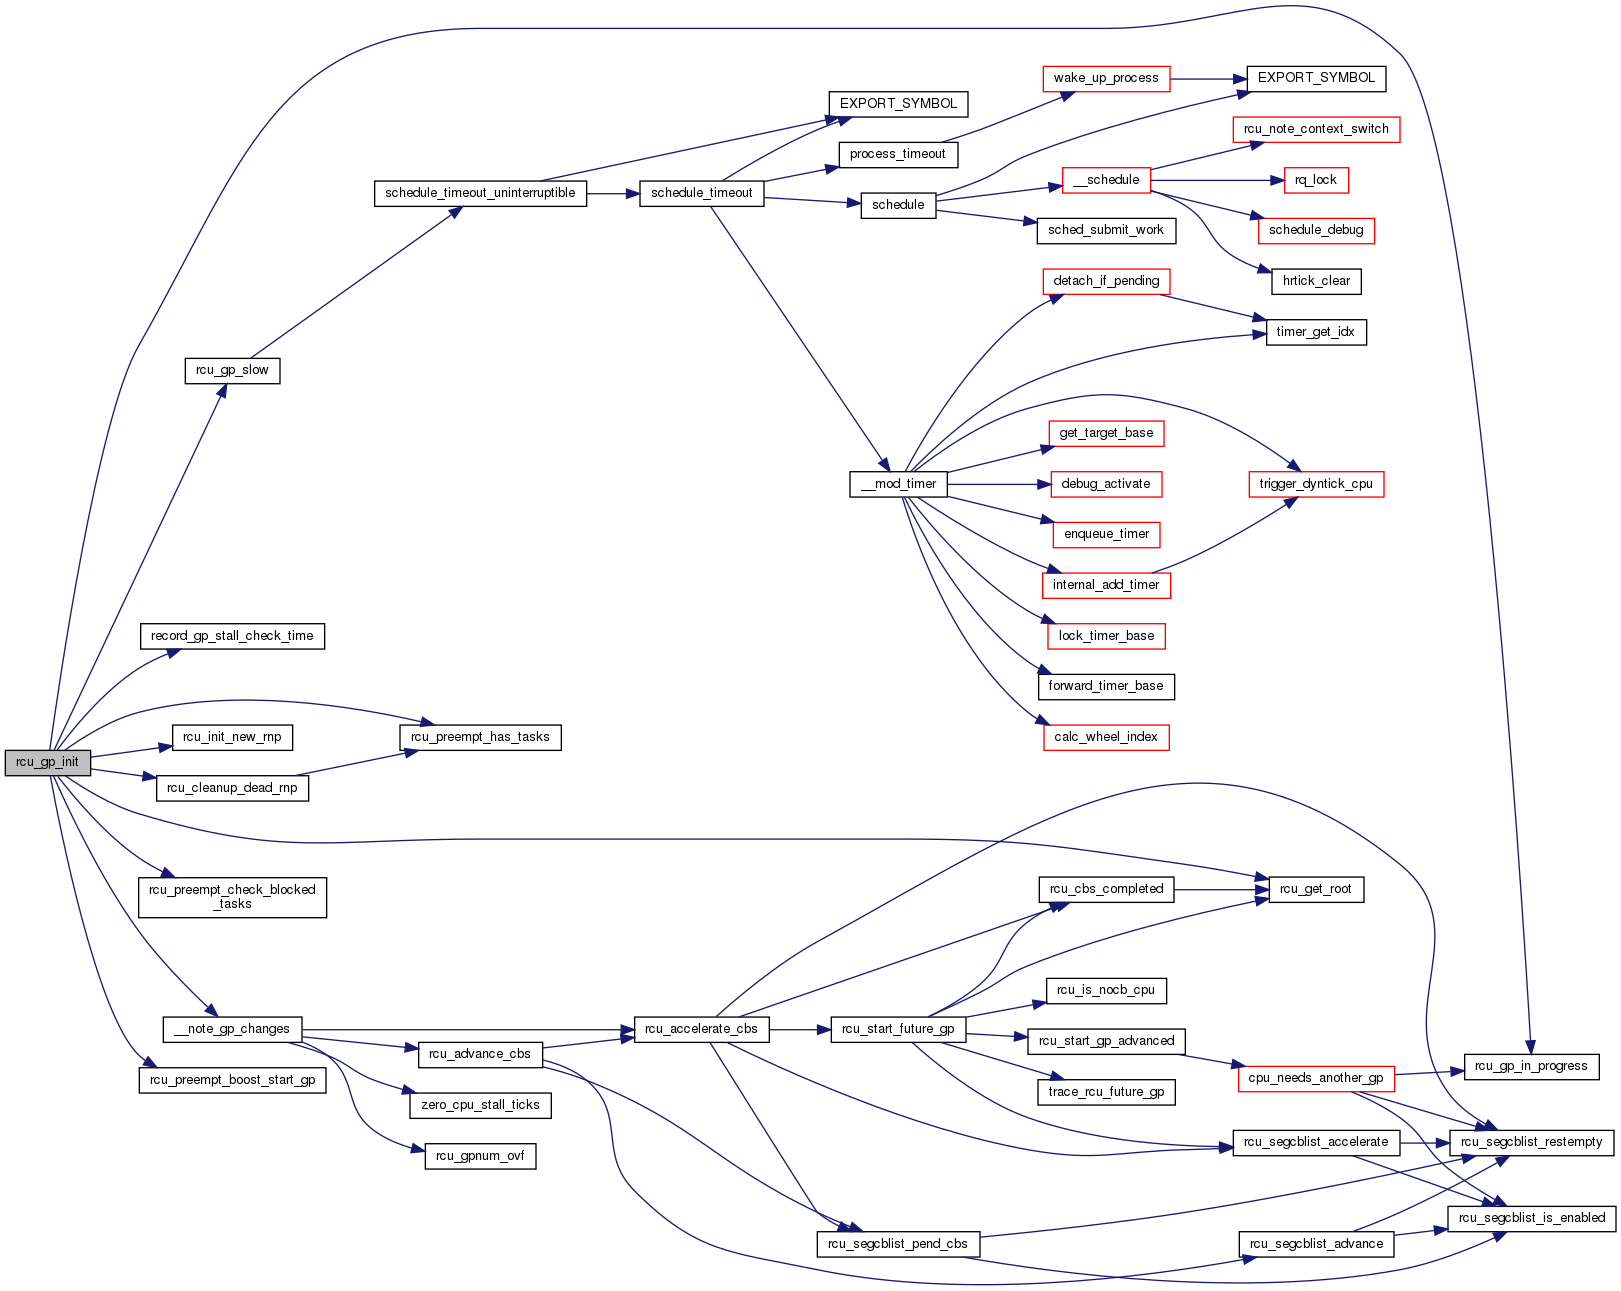 wake_up_process
EXPORT_SYMBOL
EXPORT_SYMBOL
rcu_note_context_switch
process_timeout
__schedule
rq_lock
schedule_timeout_uninterruptible
schedule_timeout
schedule
sched_submit_work
schedule_debug
detach_if_pending
hrtick_clear
timer_get_idx
rcu_gp_slow
get_target_base
__mod_timer
debug_activate
trigger_dyntick_cpu
enqueue_timer
internal_add_timer
record_gp_stall_check_time
lock_timer_base
forward_timer_base
rcu_init_new_rnp
rcu_preempt_has_tasks
calc_wheel_index
rcu_gp_init
rcu_cleanup_dead_rnp
rcu_preempt_check_blocked
_tasks
rcu_cbs_completed
rcu_get_root
rcu_is_nocb_cpu
__note_gp_changes
rcu_accelerate_cbs
rcu_start_future_gp
rcu_start_gp_advanced
rcu_advance_cbs
rcu_gp_in_progress
rcu_preempt_boost_start_gp
cpu_needs_another_gp
trace_rcu_future_gp
zero_cpu_stall_ticks
rcu_segcblist_accelerate
rcu_segcblist_restempty
rcu_gpnum_ovf
rcu_segcblist_is_enabled
rcu_segcblist_pend_cbs
rcu_segcblist_advance